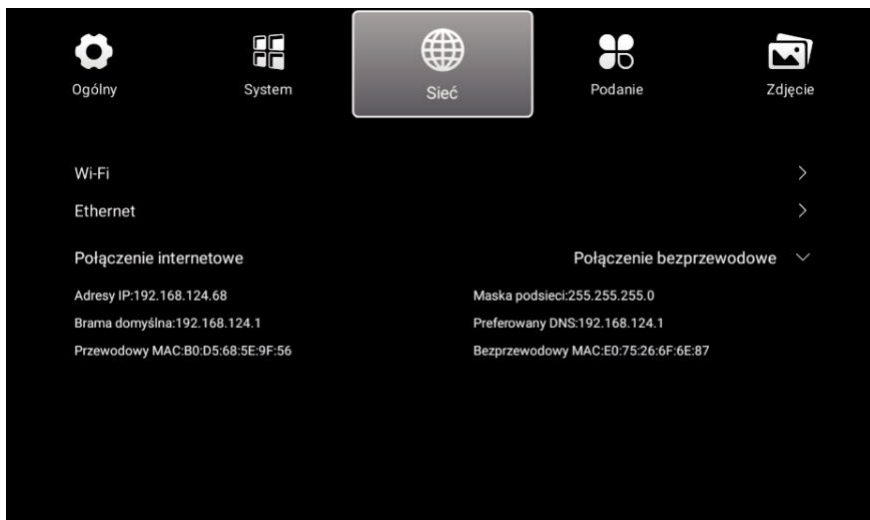 Ogólny System Sieć Podanie Zdjęcie
Wi-Fi
Ethernet
Połączenie internetowe Połączenie bezprzewodowe
Adresy IP:192.168.124.68 Maska podsieci:255.255.255.0
Brama domyślna:192.168.124.1 Preferowany DNS:192.168.124.1
Przewodowy MAC:B0:D5:68:5E:9F:56 Bezprzewodowy MAC:E0:75:26:6F:6E:87